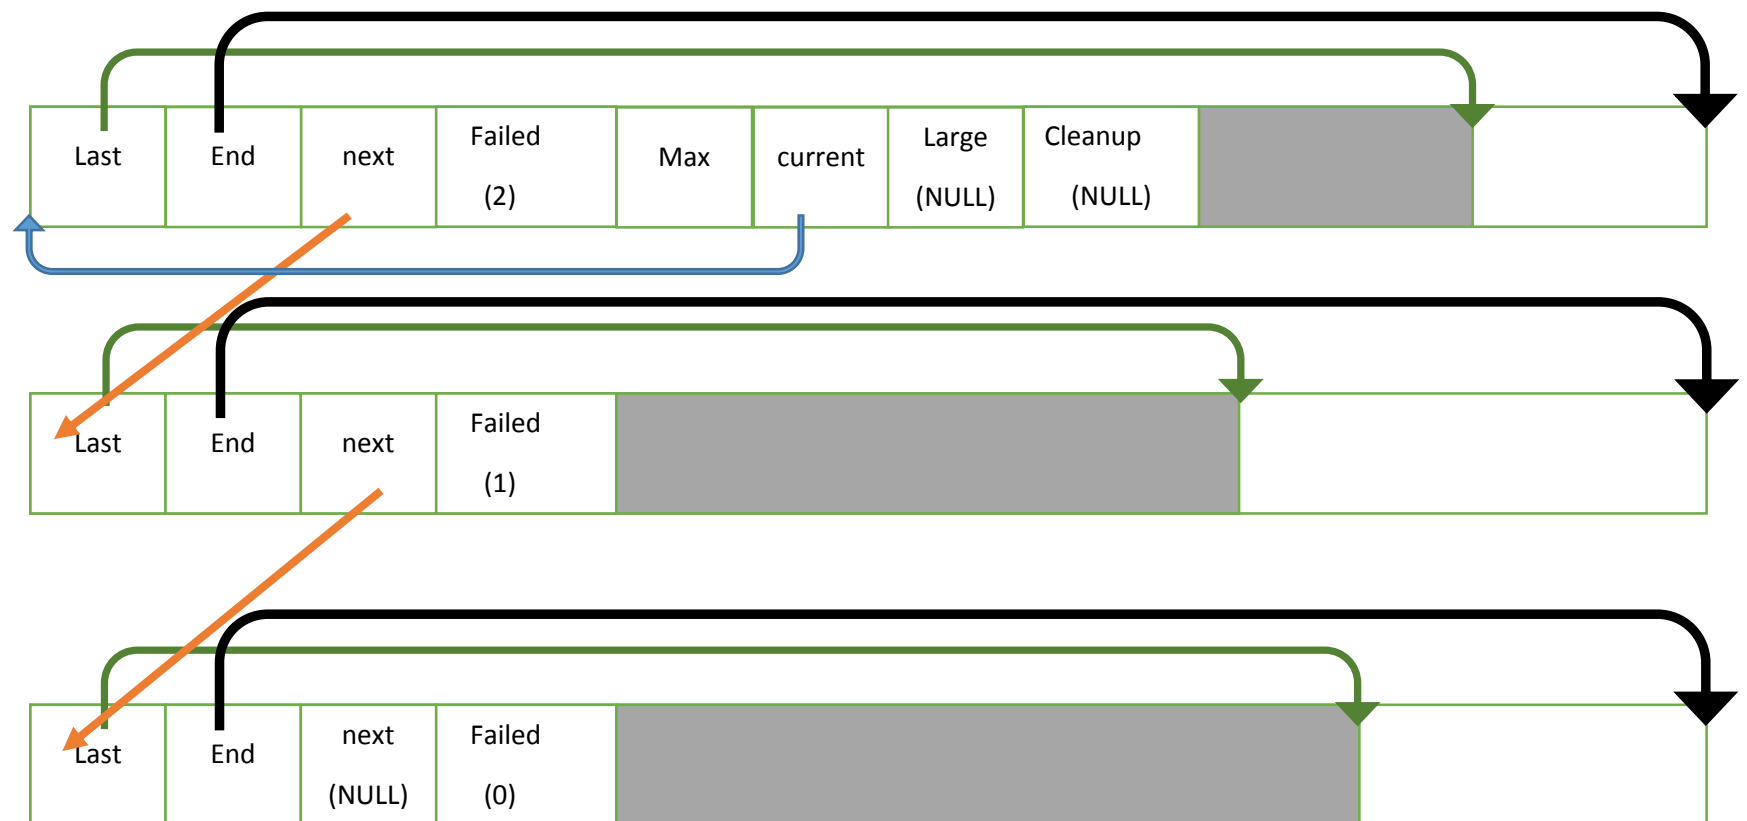 Last
End
next
Failed
(2)
Max
current
Large
(NULL)
Cleanup
(NULL)
Last
End
next
Failed
(1)
Last
End
next
(NULL)
Failed
(0)